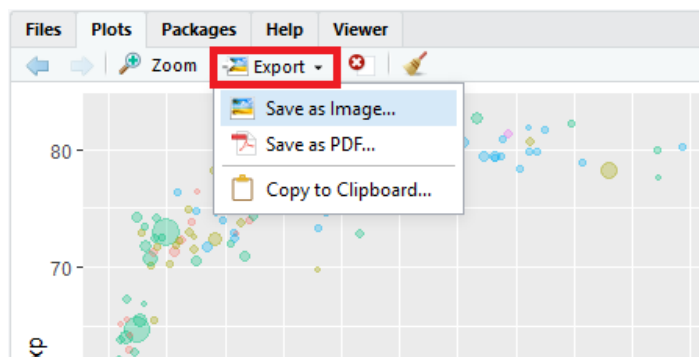 Files Plots Packages Help Viewer
Zoom Export
Save as Image...
Save as PDF...
Copy to Clipboard...
80
70